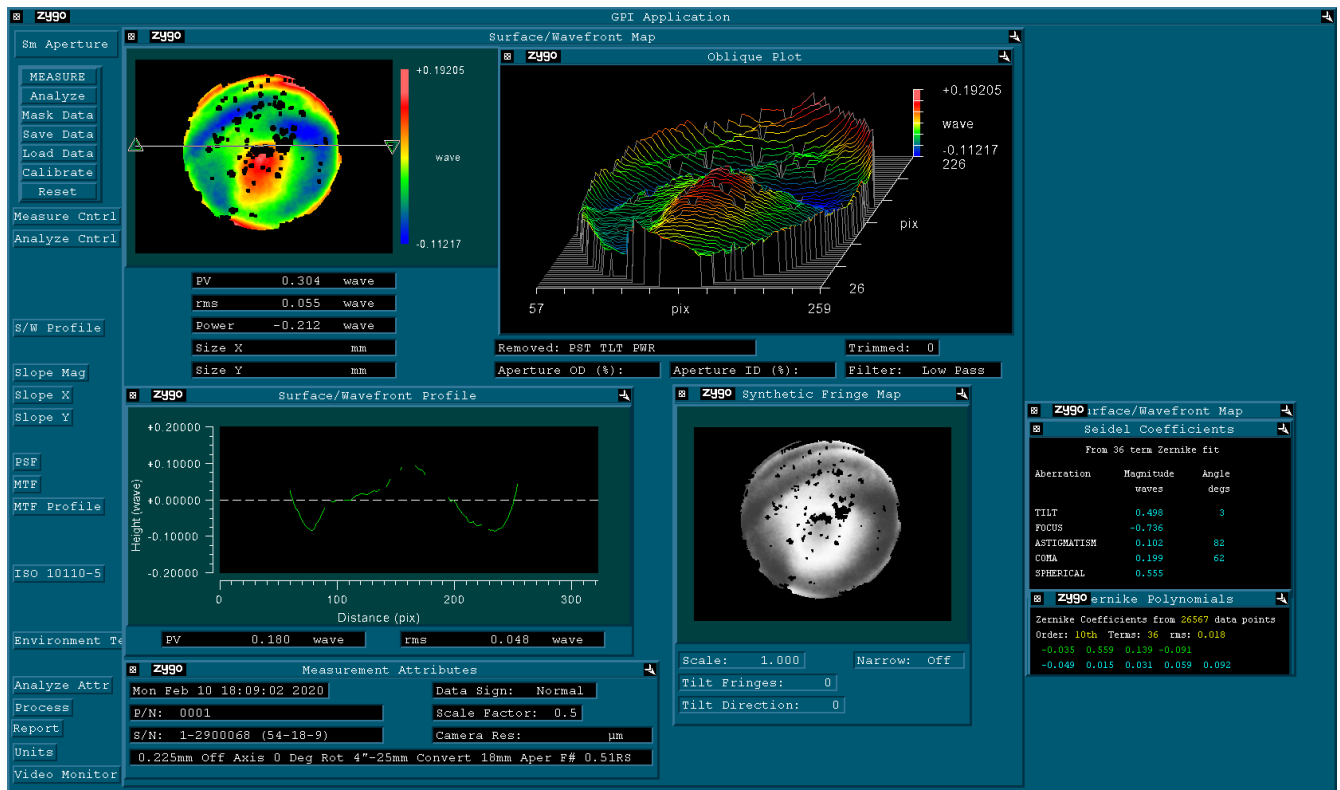 zygo
GPI Application
Sm Aperture
MEASURE
Analyze
Mask Data
Save Data
Load Data
Calibrate
Reset
Measure Cntrl
Analyze Cntrl
S/W Profile
Slope Mag
Slope X
Slope Y
PSF
MTF
MTF Profile
ISO 10110-5
Environment Te
Analyze Attr
Process
Report
Units
Video Monitor
zygo
Surface/Wavefront Map
+0.19205
wave
-0.11217
PV 0.304 wave
rms 0.055 wave
Power -0.212 wave
Size X mm
Size Y mm
zygo
Oblique Plot
+0.19205
wave
-0.11217
226
pix
26
57
pix
259
Removed: PST TLT PWR
Trimmed: 0
Aperture OD (%):
Aperture ID (%):
Filter: Low Pass
zygo
Surface/Wavefront Profile
+0.20000
+0.10000
+0.00000
-0.10000
-0.20000
Height (wave)
0
100
200
300
Distance (pix)
PV 0.180 wave
rms 0.048 wave
zygo
Synthetic Fringe Map
Scale: 1.000
Narrow: Off
Tilt Fringes: 0
Tilt Direction: 0
zygo
Measurement Attributes
Mon Feb 10 18:09:02 2020
Data Sign: Normal
P/N: 0001
Scale Factor: 0.5
S/N: 1-2900068 (54-18-9)
Camera Res: µm
0.225mm Off Axis 0 Deg Rot 4"-25mm Convert 18mm Aper F# 0.51RS
zygo
urface/Wavefront Map
Seidel Coefficients
From 36 term Zernike fit
Aberration Magnitude Angle
waves degs
TILT 0.498 3
FOCUS -0.736
ASTIGMATISM 0.102 82
COMA 0.199 62
SPHERICAL 0.555
zygo
ernike Polynomials
Zernike Coefficients from 26567 data points
Order: 10th Terms: 36 rms: 0.018
-0.035 0.559 0.139 -0.091
-0.049 0.015 0.031 0.059 0.092